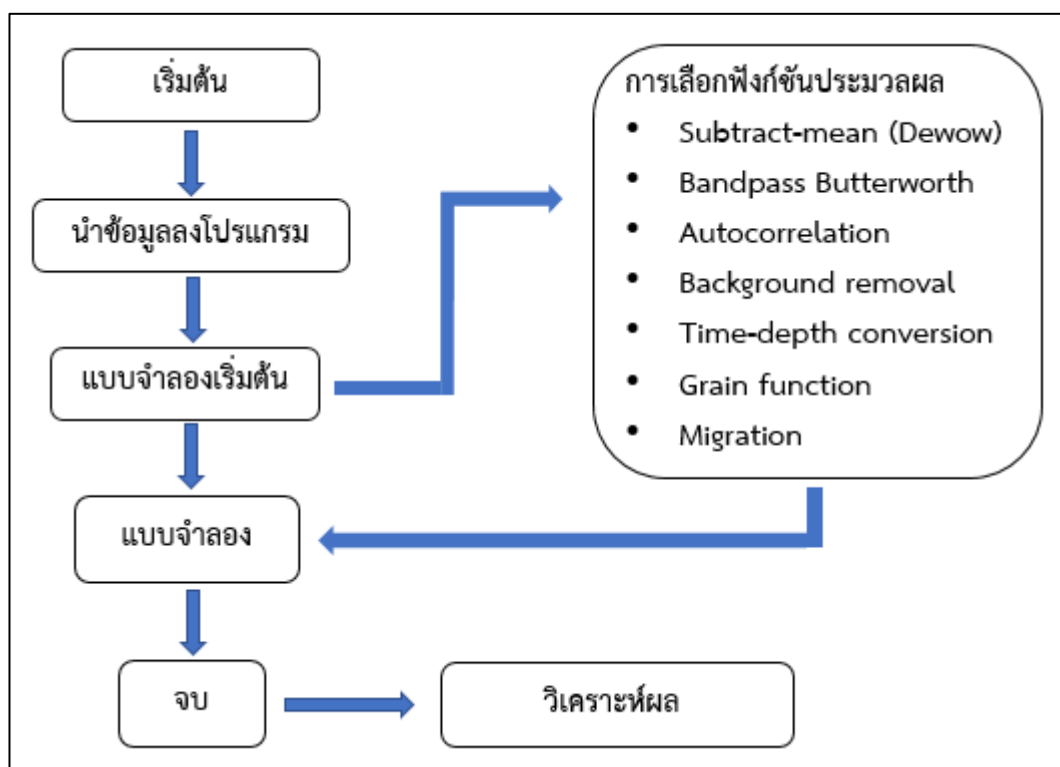 เริ่มต้น
นำข้อมูลลงโปรแกรม
แบบจำลองเริ่มต้น
การเลือกฟังก์ชันประมวลผล
• Subtract-mean (Dewow)
• Bandpass Butterworth
• Autocorrelation
• Background removal
• Time-depth conversion
• Grain function
• Migration
แบบจำลอง
จบ
วิเคราะห์ผล